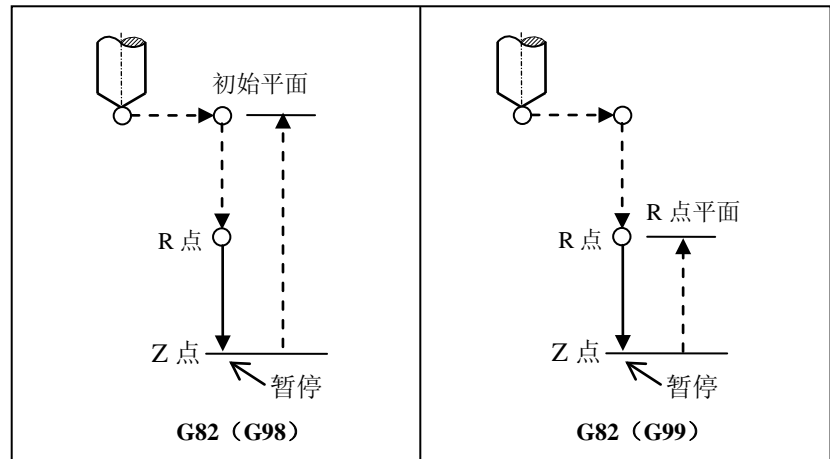 初始平面
R 点
Z 点
暂停
G82（G98）
R 点平面
R 点
Z 点
暂停
G82（G99）